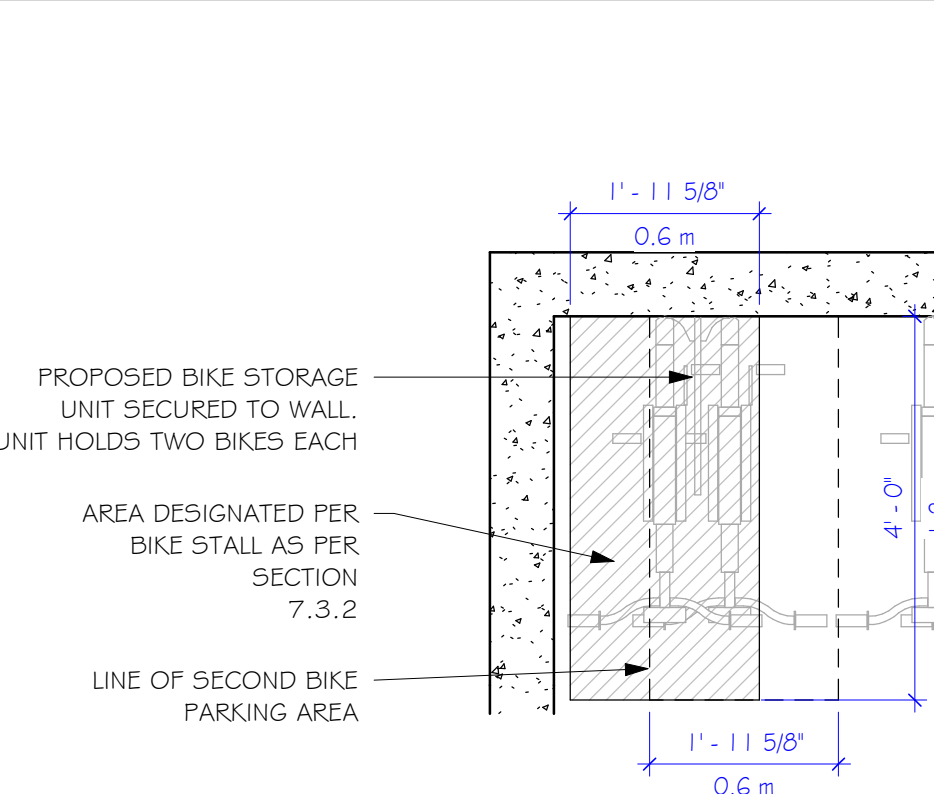 1' - 11 5/8"
0.6 m
PROPOSED BIKE STORAGE
UNIT SECURED TO WALL.
UNIT HOLDS TWO BIKES EACH
AREA DESIGNATED PER
BIKE STALL AS PER
SECTION
7.3.2
LINE OF SECOND BIKE
PARKING AREA
4' - 0"
1' - 11 5/8"
0.6 m